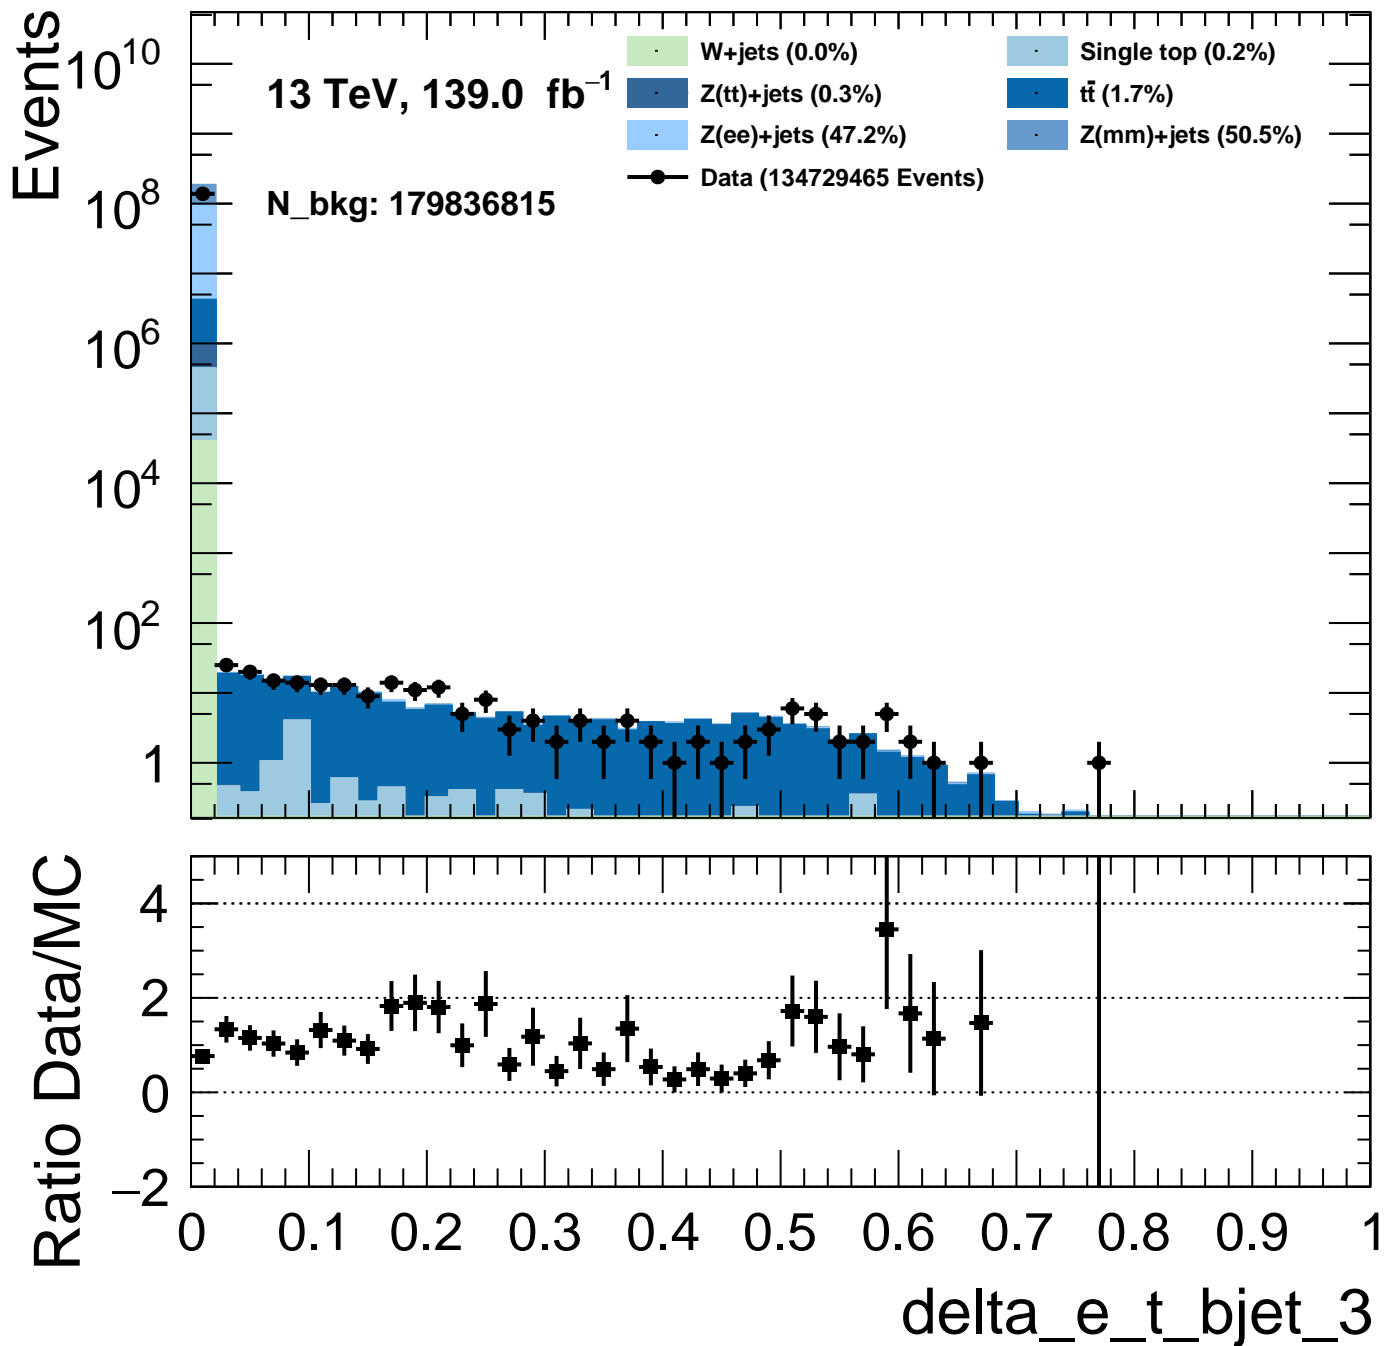 Events
10^10
10^8
10^6
10^4
10^2
1
13 TeV, 139.0 fb⁻¹
N_bkg: 179836815
W+jets (0.0%)
Single top (0.2%)
Z(tt)+jets (0.3%)
tt̄ (1.7%)
Z(ee)+jets (47.2%)
Z(mm)+jets (50.5%)
Data (134729465 Events)
Ratio Data/MC
4
2
0
−2
0 0.1 0.2 0.3 0.4 0.5 0.6 0.7 0.8 0.9 1
delta_e_t_bjet_3